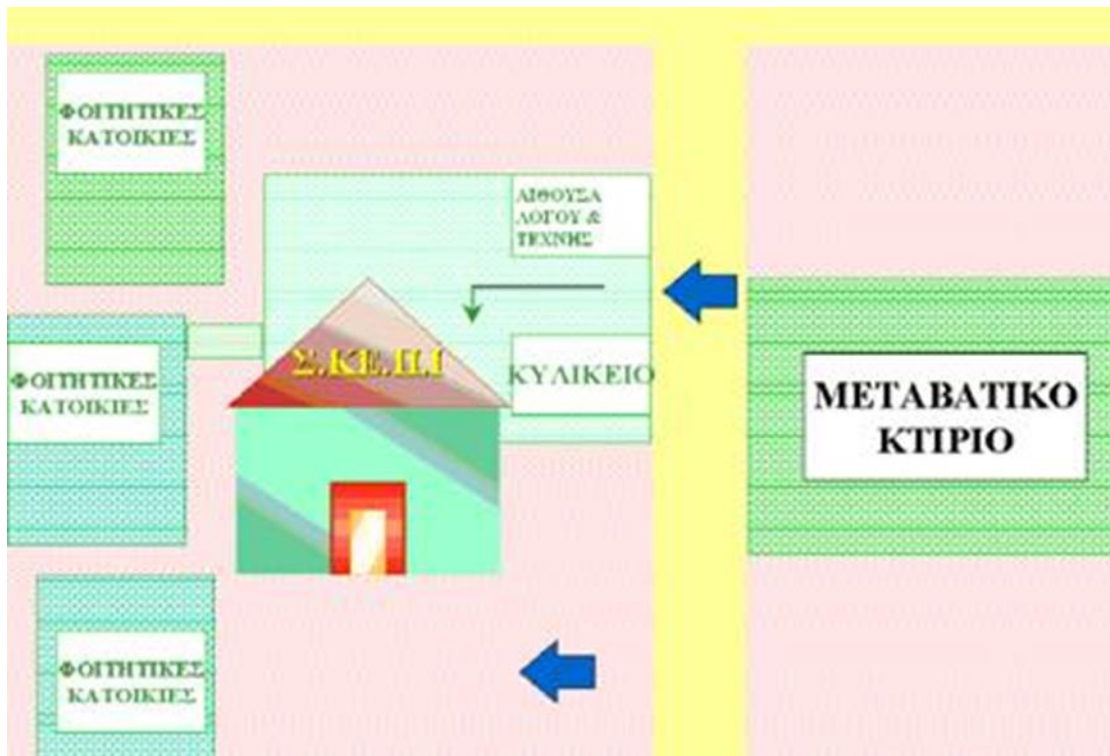 ΦΟΙΤΗΤΙΚΕΣ
ΚΑΤΟΙΚΙΕΣ
ΑΙΘΟΥΣΑ
ΛΟΓΟΥ &
ΤΕΧΝΗΣ
Σ.ΚΕ.Π.Ι
ΚΥΛΙΚΕΙΟ
ΦΟΙΤΗΤΙΚΕΣ
ΚΑΤΟΙΚΙΕΣ
ΜΕΤΑΒΑΤΙΚΟ
ΚΤΙΡΙΟ
ΦΟΙΤΗΤΙΚΕΣ
ΚΑΤΟΙΚΙΕΣ